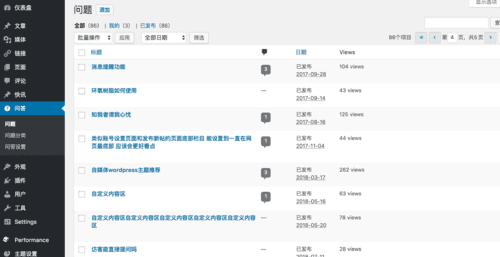 显示选项
仪表盘
文章
媒体
链接
页面
评论
快讯
问答
问题
问题分类
问答设置
外观
插件
用户
工具
Settings
Performance
主题设置
问题 添加
全部 (86) | 我的 (3) | 已发布 (86)
批量操作 应用 全部日期 筛选
86个项目 « ‹ 第 4 页，共5页 ›
标题 日期 Views
消息提醒功能 3 已发布 104 views
2017-09-28
环氧树脂如何使用 — 已发布 43 views
2017-09-14
知我者谓我心忧 1 已发布 125 views
2017-08-16
类似账号设置页面和发布新帖的页面底部栏目 能设置到一直在网
页最底部 应该会更好看点
1 已发布 44 views
2017-11-04
自媒体wordpress主题推荐 3 已发布 262 views
2018-03-17
自定义内容区 1 已发布 63 views
2018-05-16
自定义内容区自定义内容区自定义内容区自定义内容区自定义内容
区
— 已发布 78 views
2018-05-20
访客能直接提问吗 — 已发布 28 views